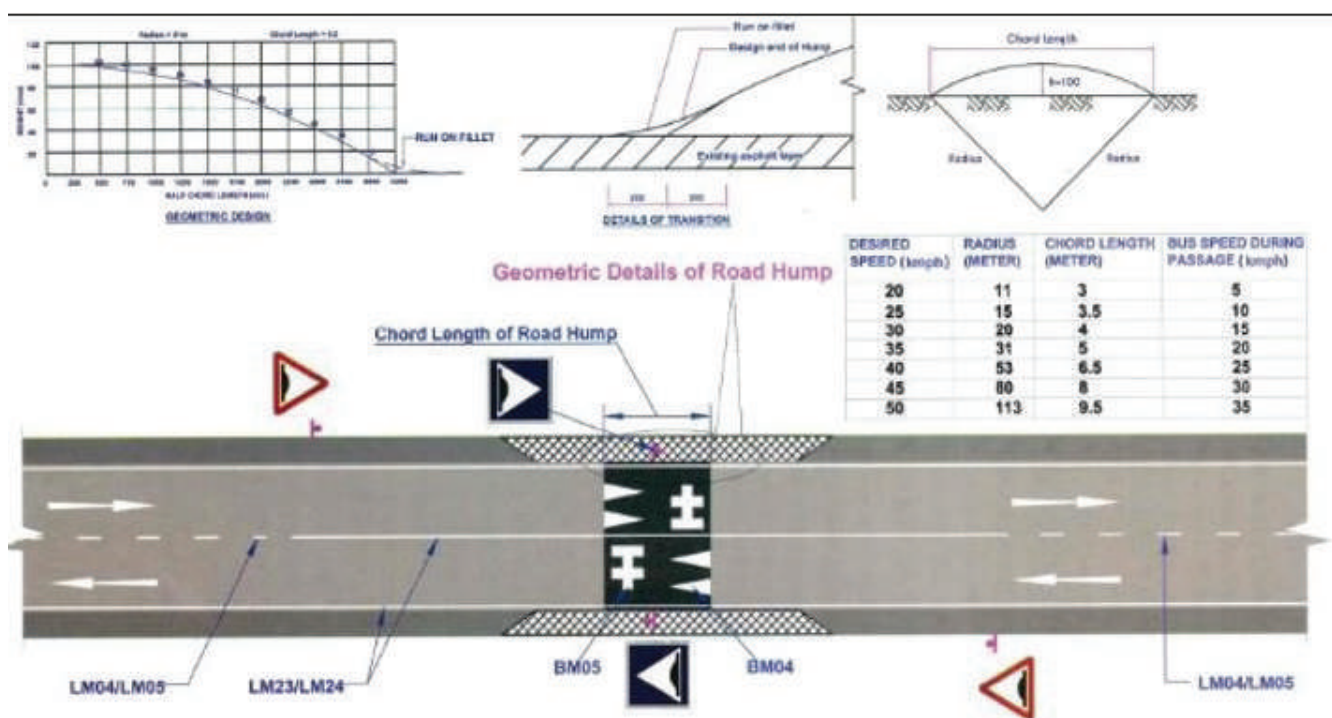 Chord Length
Run on fillet
Design end of Hump
h=100
RUN ON FILLET
Existing asphalt layer
Radius
Radius
HALF CHORD LENGTH (mm)
GEOMETRIC DESIGN
DETAILS OF TRANSITION
DESIRED SPEED (kmph) RADIUS (METER) CHORD LENGTH (METER) BUS SPEED DURING PASSAGE (kmph)
20 11 3 5
25 15 3.5 10
30 20 4 15
35 31 5 20
40 53 6.5 25
45 80 8 30
50 113 9.5 35
Geometric Details of Road Hump
Chord Length of Road Hump
BM05
BM04
LM04/LM05
LM23/LM24
LM04/LM05